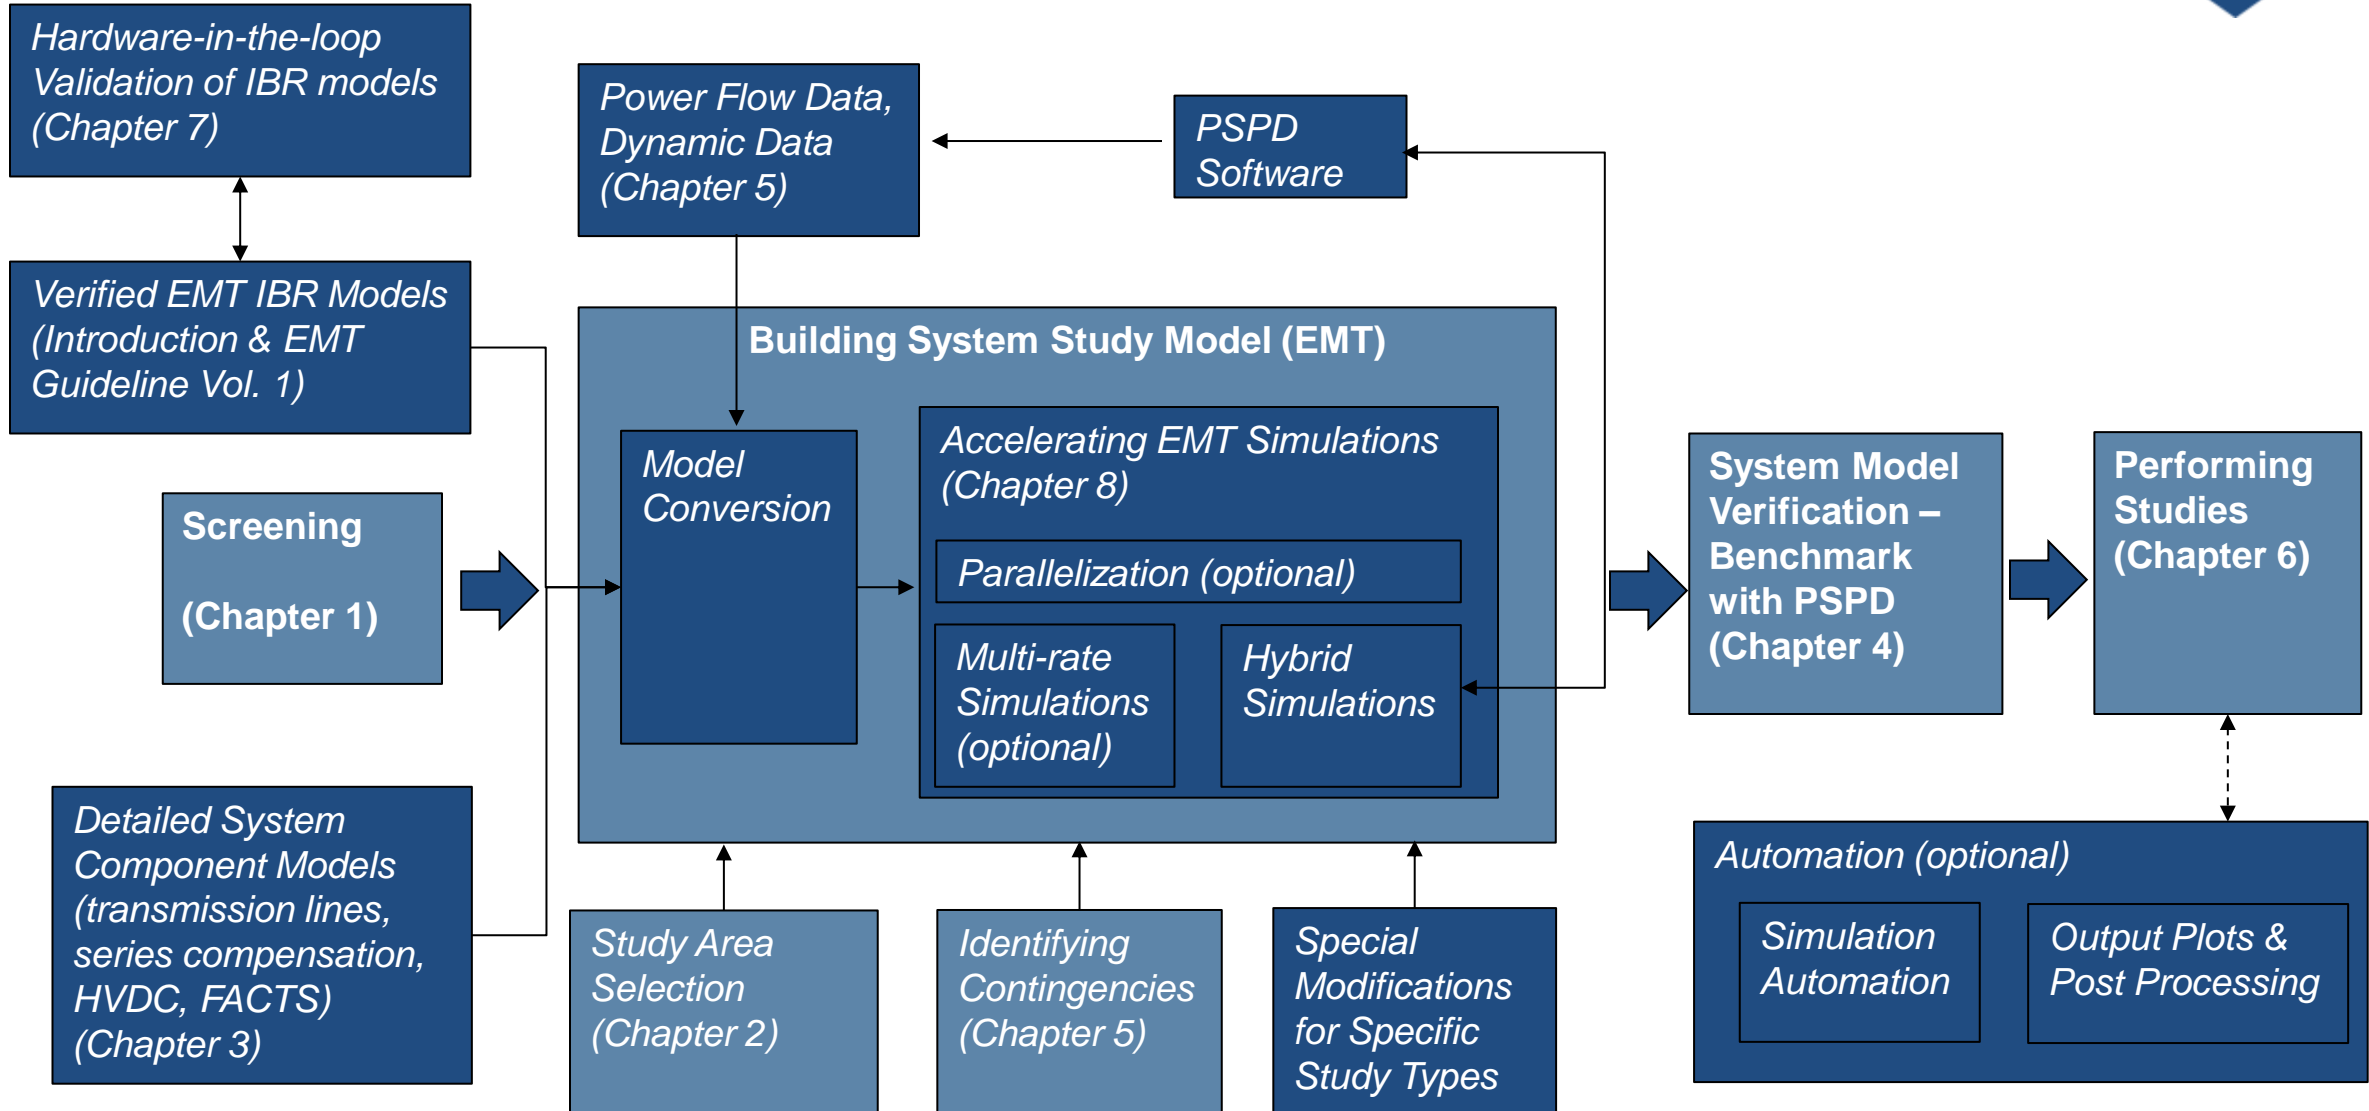 Hardware-in-the-loop
Validation of IBR models
(Chapter 7)
Power Flow Data,
Dynamic Data
(Chapter 5)
PSPD
Software
Verified EMT IBR Models
(Introduction & EMT
Guideline Vol. 1)
Building System Study Model (EMT)
Screening
(Chapter 1)
Model
Conversion
Accelerating EMT Simulations
(Chapter 8)
Parallelization (optional)
Multi-rate
Simulations
(optional)
Hybrid
Simulations
System Model
Verification –
Benchmark
with PSPD
(Chapter 4)
Performing
Studies
(Chapter 6)
Detailed System
Component Models
(transmission lines,
series compensation,
HVDC, FACTS)
(Chapter 3)
Study Area
Selection
(Chapter 2)
Identifying
Contingencies
(Chapter 5)
Special
Modifications
for Specific
Study Types
Automation (optional)
Simulation
Automation
Output Plots &
Post Processing